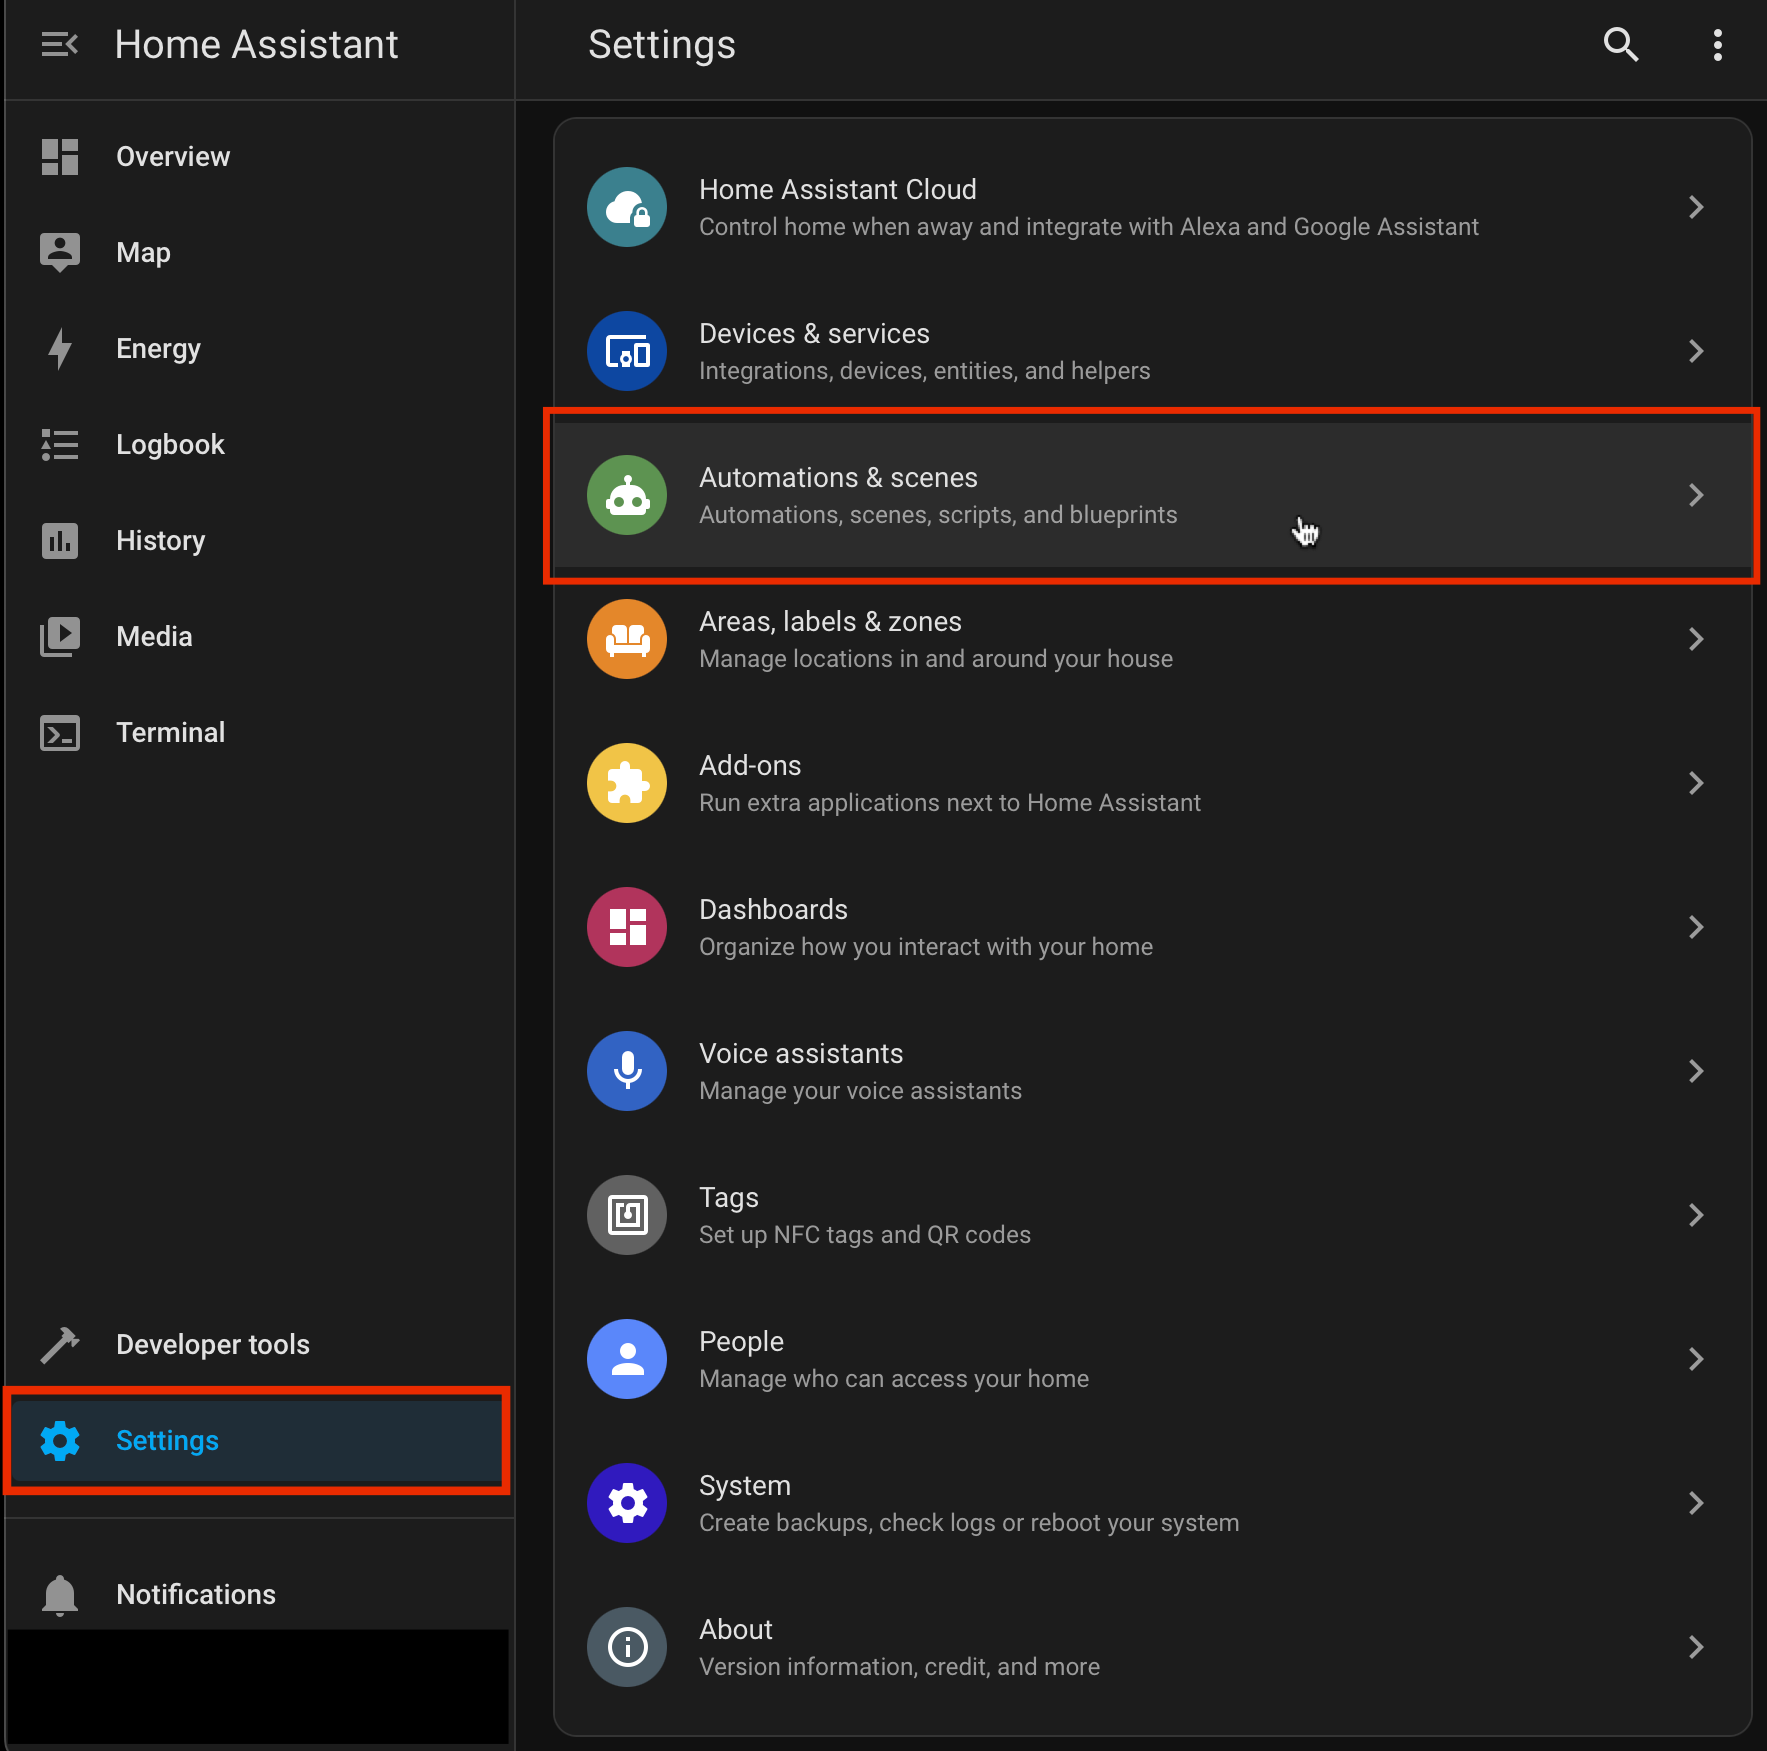 Home Assistant
Overview
Map
Energy
Logbook
History
Media
Terminal
Developer tools
Settings
Notifications
Settings
Home Assistant Cloud
Control home when away and integrate with Alexa and Google Assistant
Devices & services
Integrations, devices, entities, and helpers
Automations & scenes
Automations, scenes, scripts, and blueprints
Areas, labels & zones
Manage locations in and around your house
Add-ons
Run extra applications next to Home Assistant
Dashboards
Organize how you interact with your home
Voice assistants
Manage your voice assistants
Tags
Set up NFC tags and QR codes
People
Manage who can access your home
System
Create backups, check logs or reboot your system
About
Version information, credit, and more